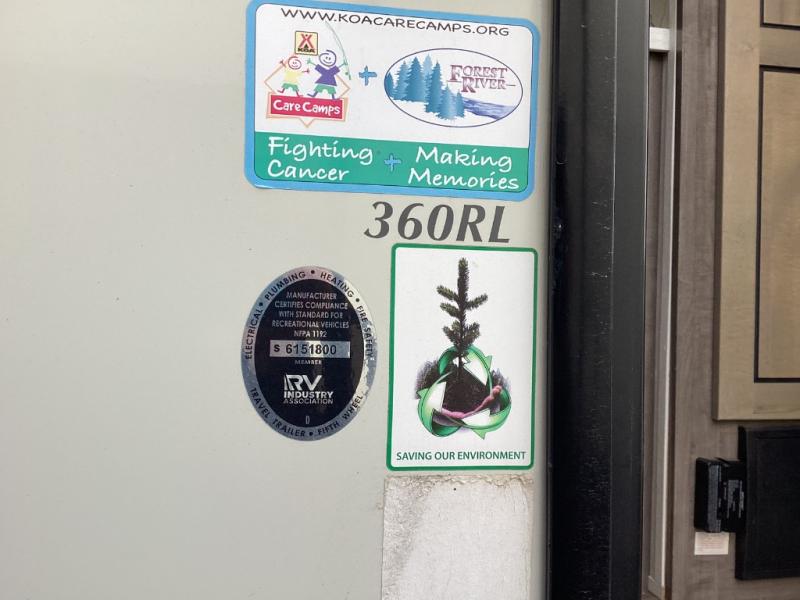 WWW.KOACARECAMPS.ORG
KOA
Care Camps
+
FOREST
RIVER
Fighting + Making
Cancer Memories
360RL
ELECTRICAL • PLUMBING • HEATING • FIRE SAFETY
MANUFACTURER
CERTIFIES COMPLIANCE
WITH STANDARD FOR
RECREATIONAL VEHICLES
NFPA 1192
S 6151800
MEMBER
RV
INDUSTRY
ASSOCIATION
D
TRAVEL TRAILER • FIFTH WHEEL
SAVING OUR ENVIRONMENT